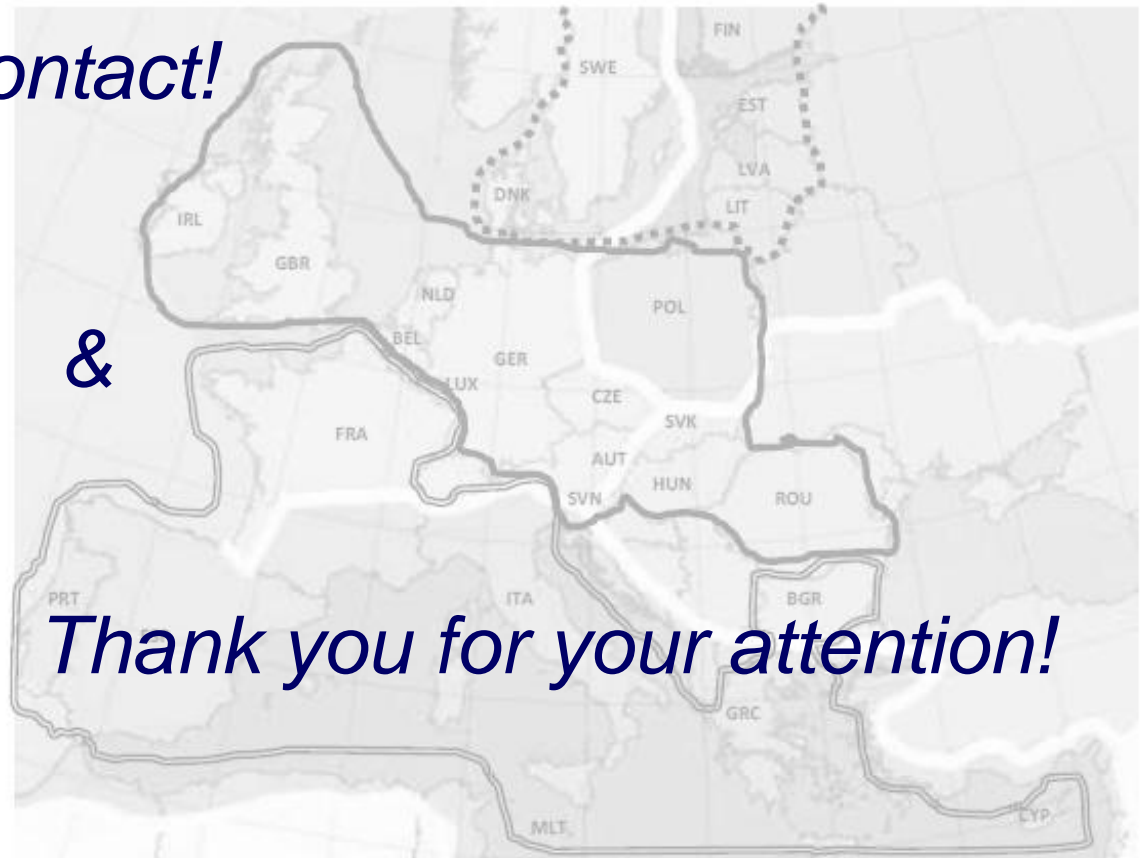 ontact!
FIN
SWE
EST
LVA
DNK
LIT
IRL
GBR
NLD
POL
BEL
&
GER
LUX
CZE
SVK
FRA
AUT
HUN
SVN
ROU
PRT
ITA
BGR
Thank you for your attention!
GRC
CYP
MLT